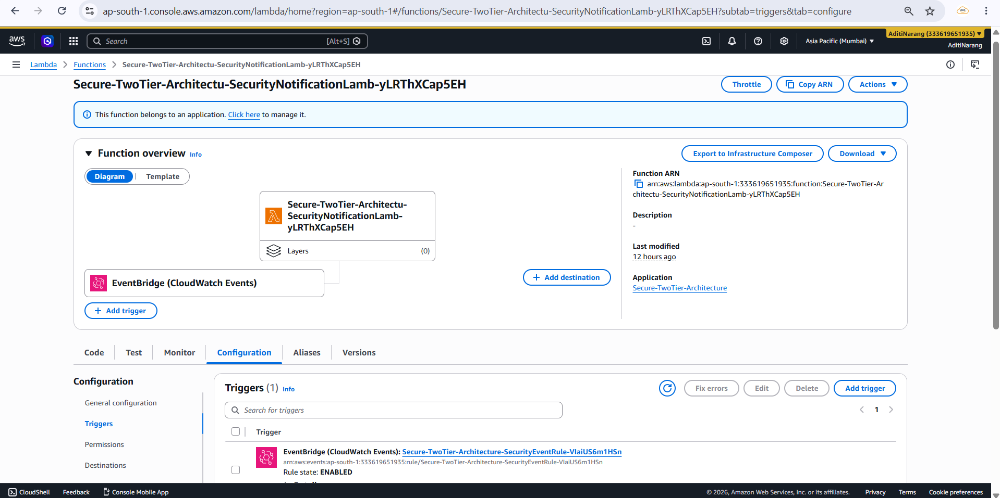 ap-south-1.console.aws.amazon.com/lambda/home?region=ap-south-1#/functions/Secure-TwoTier-Architectu-SecurityNotificationLamb-yLRThXCap5EH?subtab=triggers&tab=configure
aws
Search
[Alt+S]
Asia Pacific (Mumbai)
AditiNarang (333619651935)
AditiNarang
Lambda
Functions
Secure-TwoTier-Architectu-SecurityNotificationLamb-yLRThXCap5EH
Secure-TwoTier-Architectu-SecurityNotificationLamb-yLRThXCap5EH
Throttle
Copy ARN
Actions
This function belongs to an application. Click here to manage it.
Function overview Info
Export to Infrastructure Composer
Download
Diagram
Template
Secure-TwoTier-Architectu-
SecurityNotificationLamb-
yLRThXCap5EH
Layers
(0)
EventBridge (CloudWatch Events)
Add trigger
Add destination
Function ARN
arn:aws:lambda:ap-south-1:333619651935:function:Secure-TwoTier-Ar
chitectu-SecurityNotificationLamb-yLRThXCap5EH
Description
-
Last modified
12 hours ago
Application
Secure-TwoTier-Architecture
Code
Test
Monitor
Configuration
Aliases
Versions
Configuration
General configuration
Triggers
Permissions
Destinations
Triggers (1) Info
Fix errors
Edit
Delete
Add trigger
Search for triggers
1
Trigger
EventBridge (CloudWatch Events): Secure-TwoTier-Architecture-SecurityEventRule-VIaiUS6m1HSn
arn:aws:events:ap-south-1:333619651935:rule/Secure-TwoTier-Architecture-SecurityEventRule-VIaiUS6m1HSn
Rule state: ENABLED
CloudShell
Feedback
Console Mobile App
© 2026, Amazon Web Services, Inc. or its affiliates.
Privacy
Terms
Cookie preferences